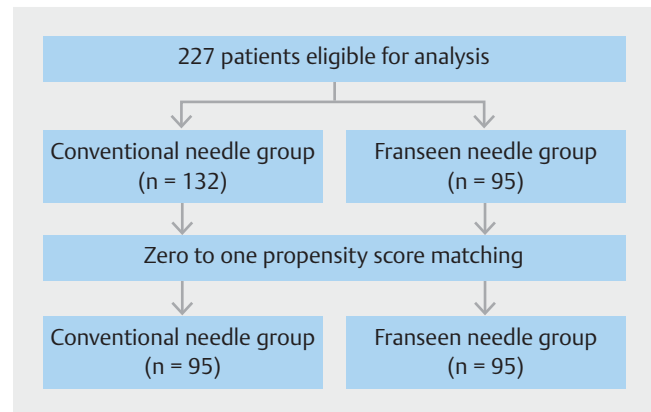 227 patients eligible for analysis
Conventional needle group
(n = 132)
Franseen needle group
(n = 95)
Zero to one propensity score matching
Conventional needle group
(n = 95)
Franseen needle group
(n = 95)